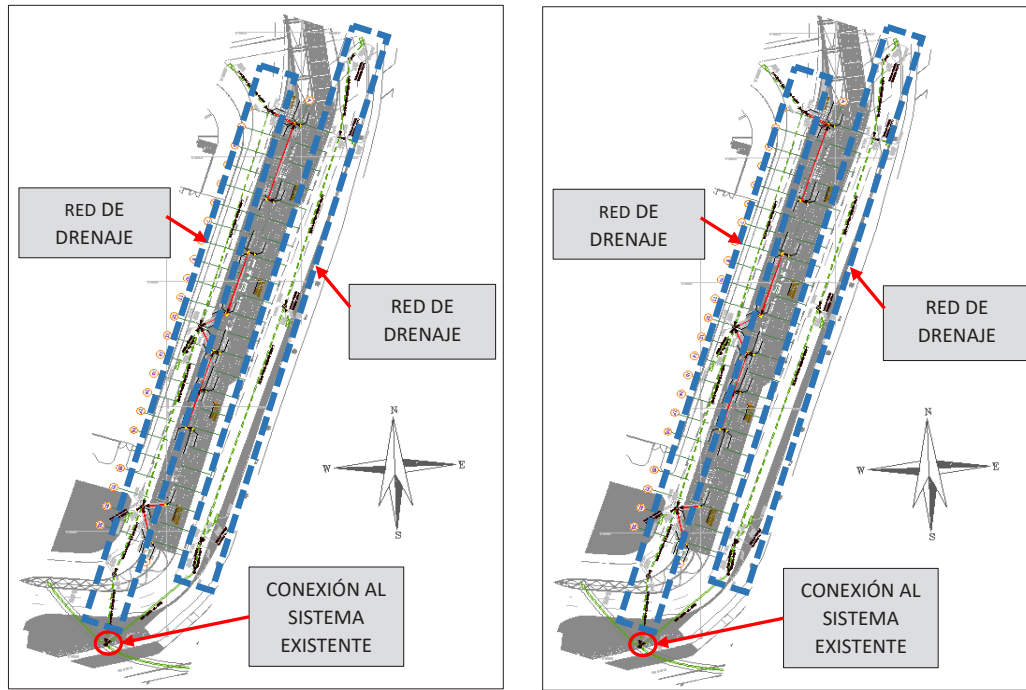 RED DE
DRENAJE
RED DE
DRENAJE
N
W
E
S
CONEXIÓN AL
SISTEMA
EXISTENTE
RED DE
DRENAJE
RED DE
DRENAJE
N
W
E
S
CONEXIÓN AL
SISTEMA
EXISTENTE